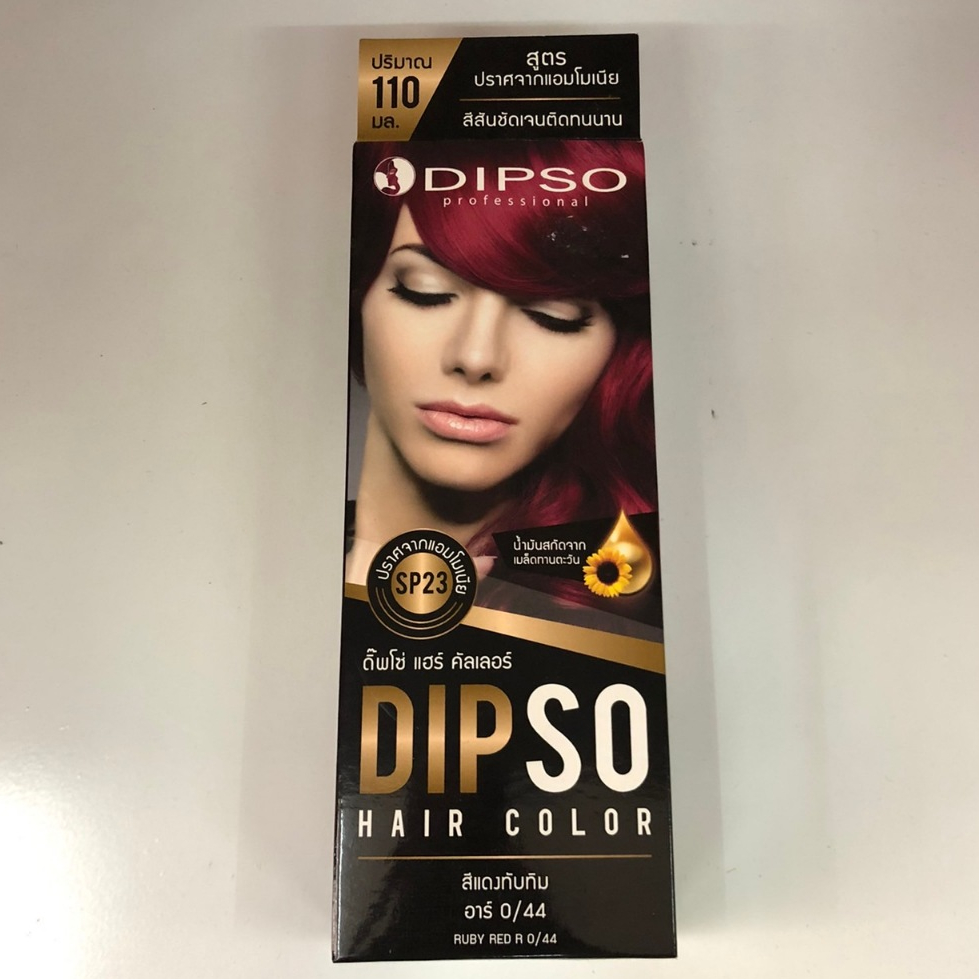 ปริมาณ
110
มล.
สูตร
ปราศจากแอมโมเนีย
สีสันชัดเจนติดทนนาน
DIPSO
professional
น้ำมันสกัดจาก
เมล็ดทานตะวัน
ปราศจากแอมโมเนีย
SP23
ดิ๊พโซ่ แฮร์ คัลเลอร์
DIPSO
HAIR COLOR
สีแดงทับทิม
อาร์ 0/44
RUBY RED R 0/44